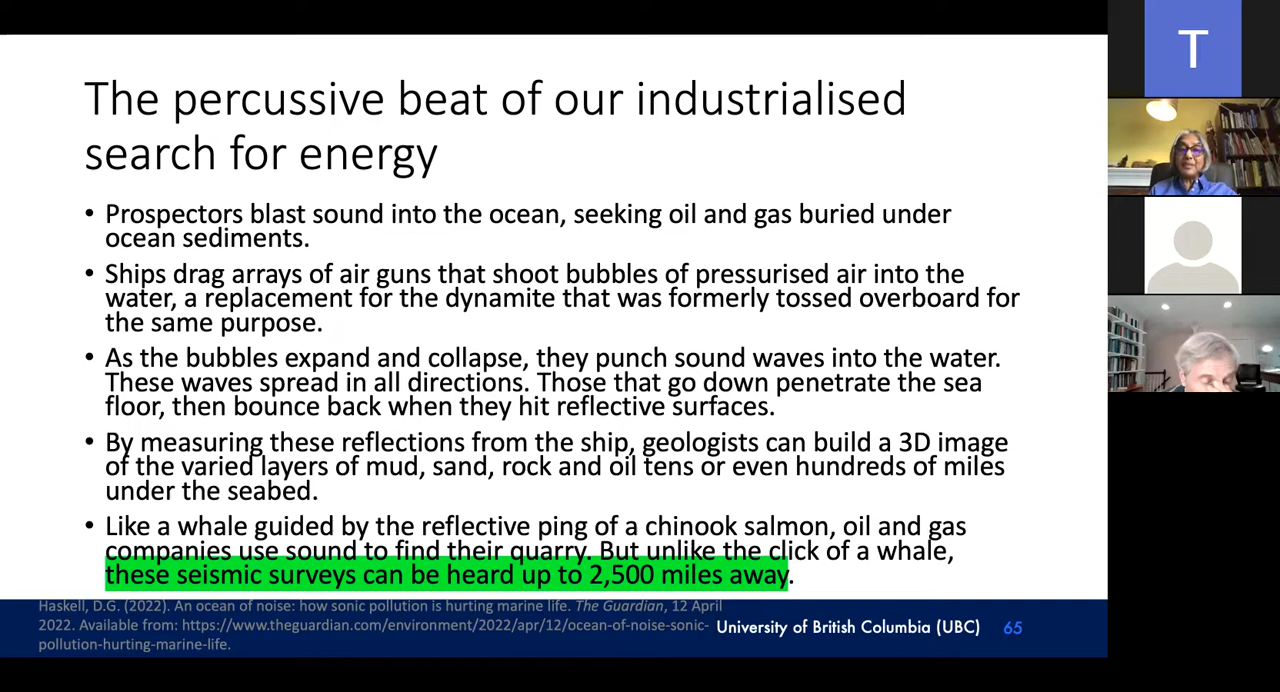 The percussive beat of our industrialised
search for energy
• Prospectors blast sound into the ocean, seeking oil and gas buried under
ocean sediments.
• Ships drag arrays of air guns that shoot bubbles of pressurised air into the
water, a replacement for the dynamite that was formerly tossed overboard for
the same purpose.
• As the bubbles expand and collapse, they punch sound waves into the water.
These waves spread in all directions. Those that go down penetrate the sea
floor, then bounce back when they hit reflective surfaces.
• By measuring these reflections from the ship, geologists can build a 3D image
of the varied layers of mud, sand, rock and oil tens or even hundreds of miles
under the seabed.
• Like a whale guided by the reflective ping of a chinook salmon, oil and gas
companies use sound to find their quarry. But unlike the click of a whale,
these seismic surveys can be heard up to 2,500 miles away.
Haskell, D.G. (2022). An ocean of noise: how sonic pollution is hurting marine life. The Guardian, 12 April
2022. Available from: https://www.theguardian.com/environment/2022/apr/12/ocean-of-noise-sonic-
pollution-hurting-marine-life.
University of British Columbia (UBC)
65
T